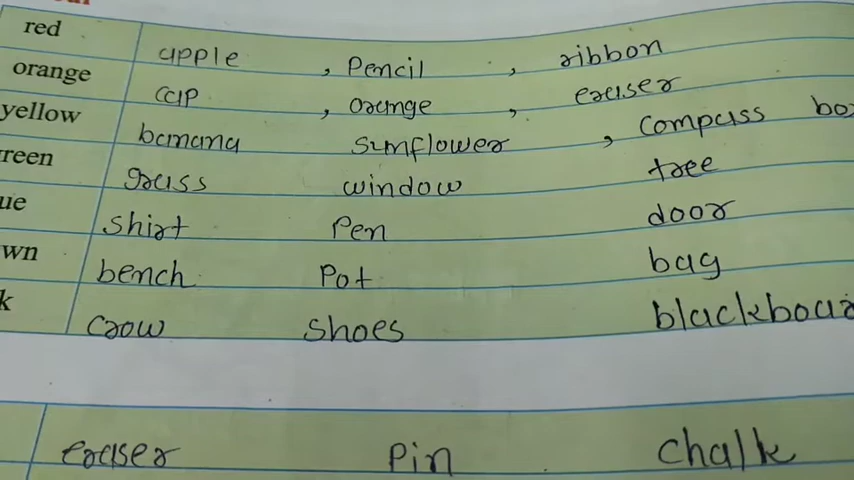 red apple , Pencil , ribbon
orange cap , orange , eraser
yellow banana sunflower , compass bo
reen grass window tree
ue shirt Pen door
wn bench Pot bag
k crow shoes blackboar
eraser Pin chalk